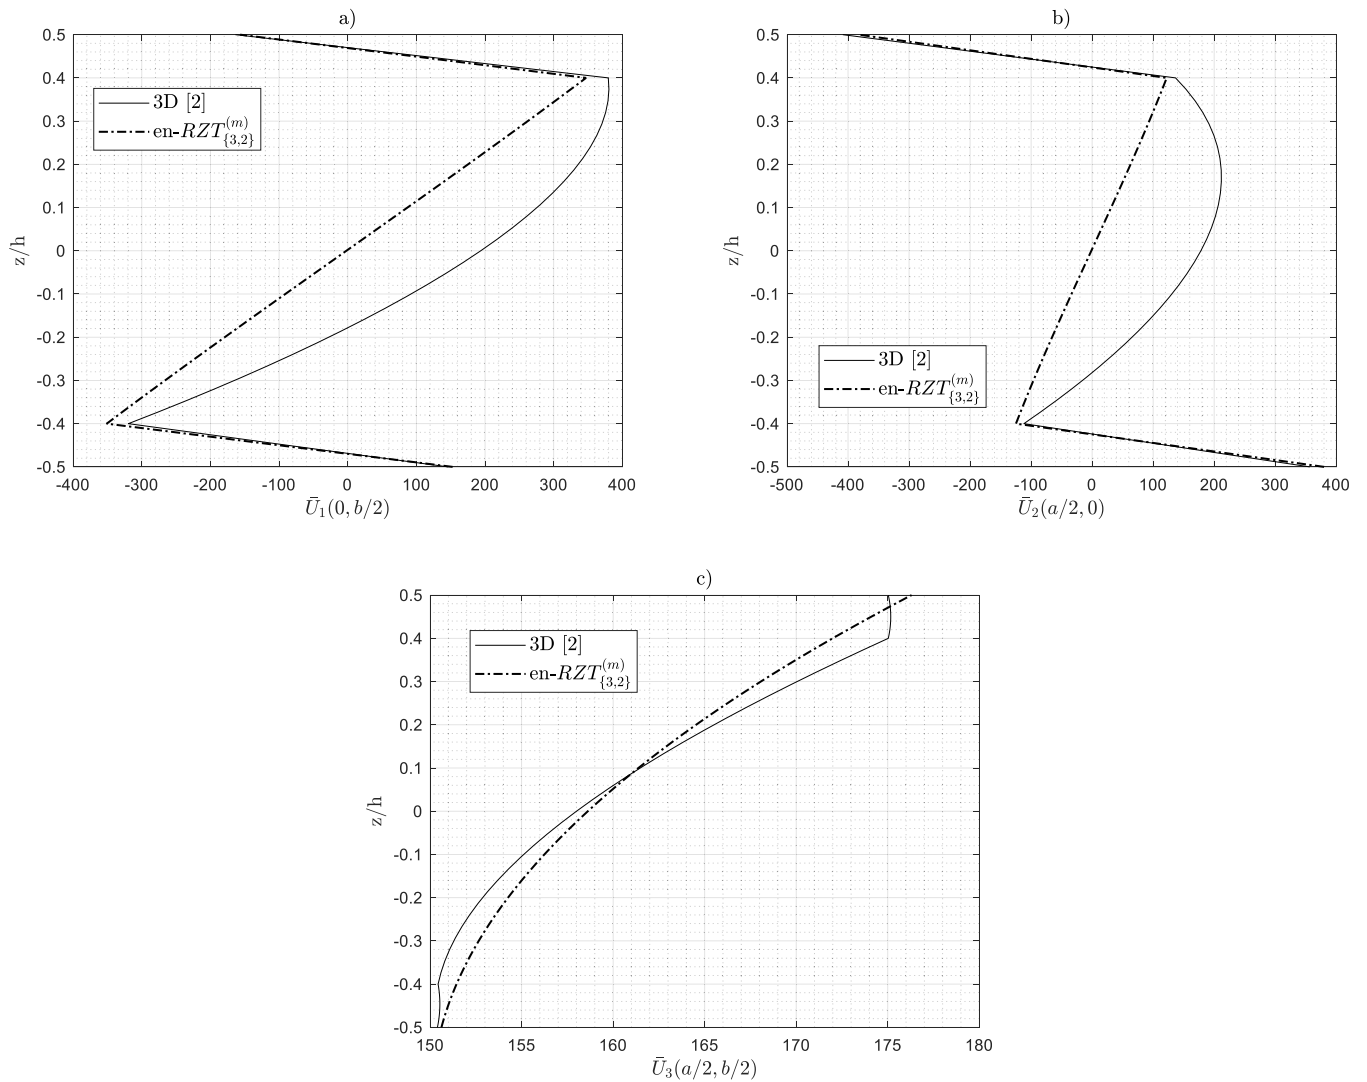 a)
0.5
0.4
0.3
0.2
0.1
0
-0.1
-0.2
-0.3
-0.4
-0.5
z/h
3D [2]
en-RZT^{(m)}_{{3,2}}
-400 -300 -200 -100 0 100 200 300 400
Ū₁(0, b/2)
b)
0.5
0.4
0.3
0.2
0.1
0
-0.1
-0.2
-0.3
-0.4
-0.5
z/h
3D [2]
en-RZT^{(m)}_{{3,2}}
-500 -400 -300 -200 -100 0 100 200 300 400
Ū₂(a/2, 0)
c)
0.5
0.4
0.3
0.2
0.1
0
-0.1
-0.2
-0.3
-0.4
-0.5
z/h
3D [2]
en-RZT^{(m)}_{{3,2}}
150 155 160 165 170 175 180
Ū₃(a/2, b/2)